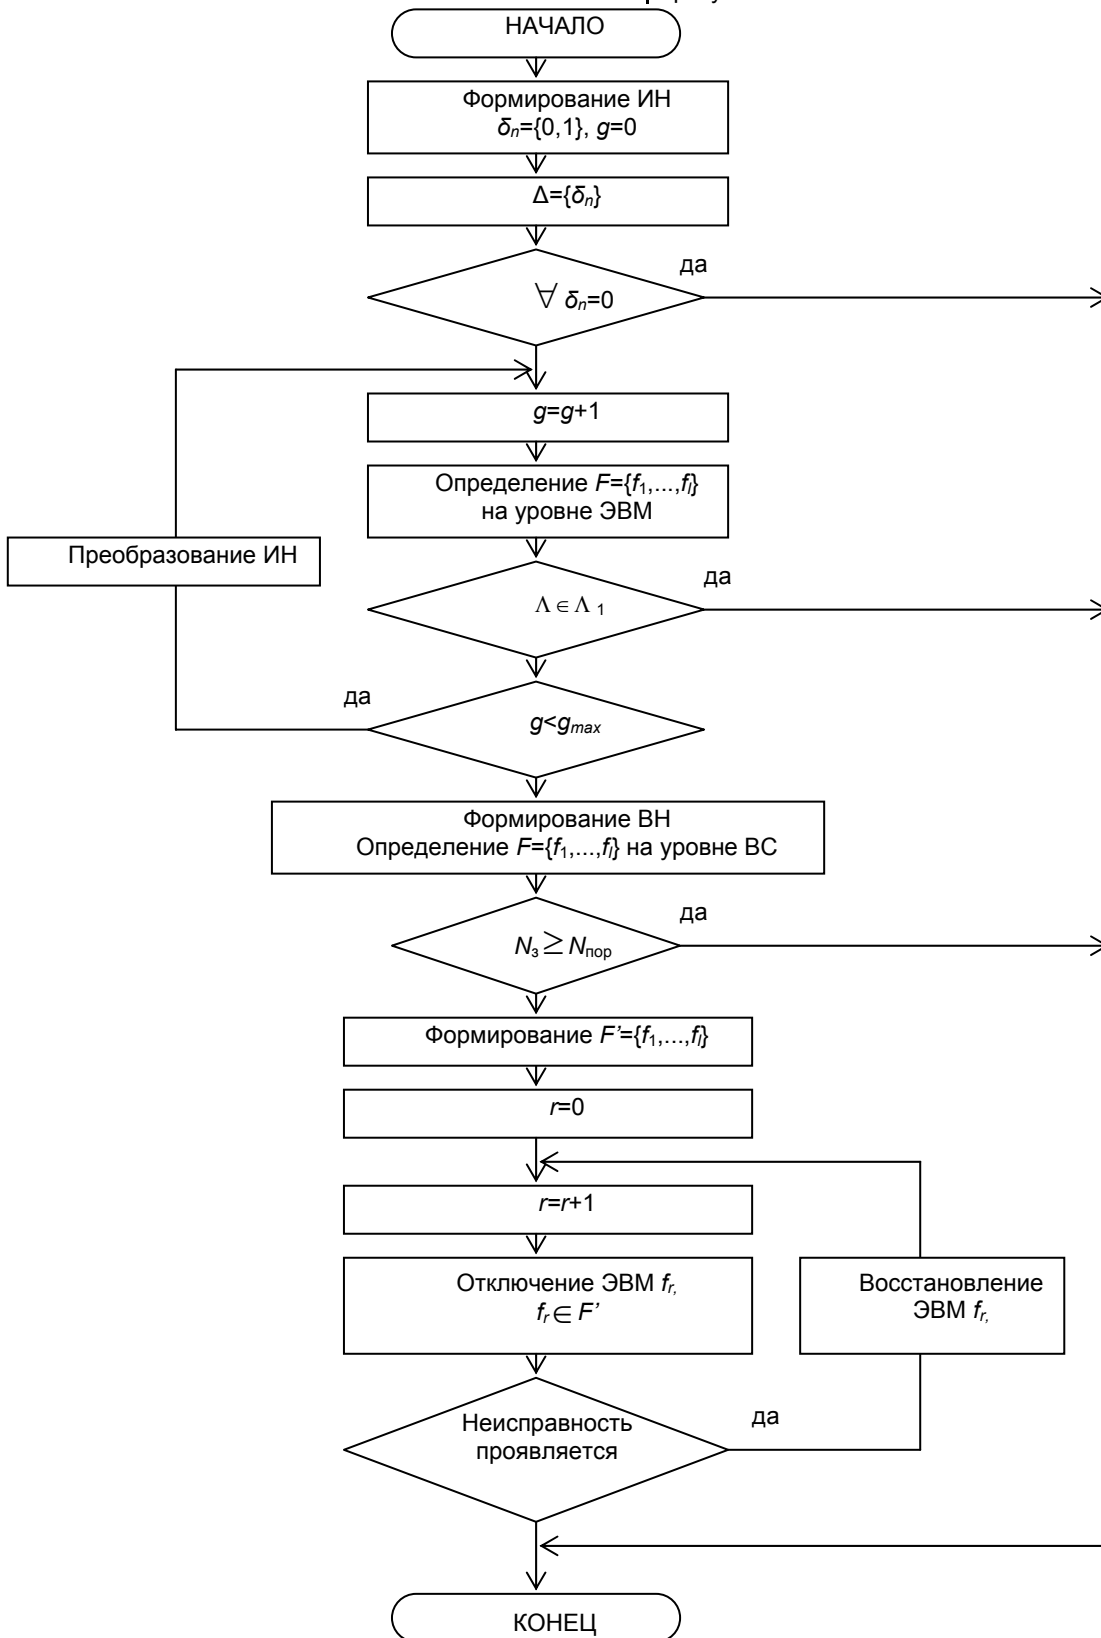 НАЧАЛО
Формирование ИН
δn={0,1}, g=0
Δ={δn}
да
∀ δn=0
g=g+1
Определение F={f1,...,fl}
на уровне ЭВМ
Преобразование ИН
да
Λ ∈ Λ 1
да
g<gmax
Формирование ВН
Определение F={f1,...,fl} на уровне ВС
да
Nз ≥ Nпор
Формирование F’={f1,...,fl}
r=0
r=r+1
Отключение ЭВМ fr,
fr ∈ F’
Восстановление
ЭВМ fr,
да
Неисправность
проявляется
КОНЕЦ